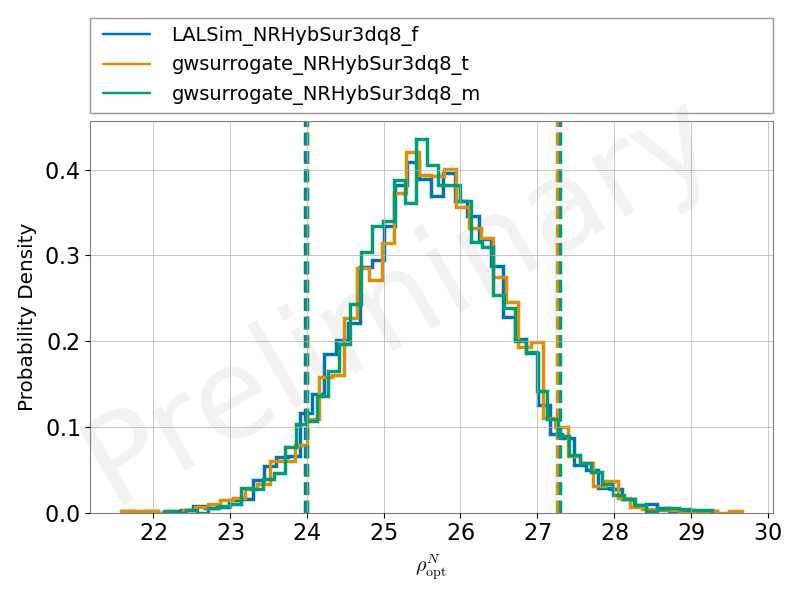 LALSim_NRHybSur3dq8_f
gwsurrogate_NRHybSur3dq8_t
gwsurrogate_NRHybSur3dq8_m
Preliminary
Probability Density
0.4
0.3
0.2
0.1
0.0
22 23 24 25 26 27 28 29 30
ρ_opt^N